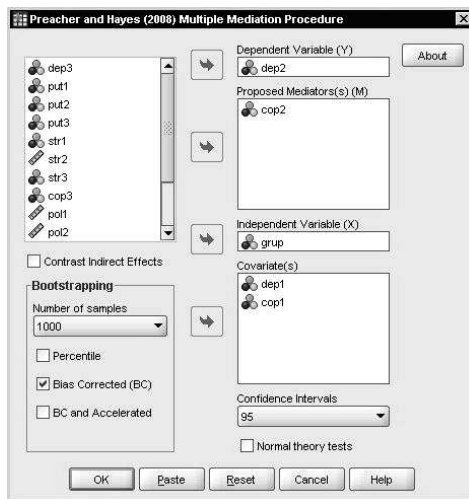 Preacher and Hayes (2008) Multiple Mediation Procedure
dep3
put1
put2
put3
str1
str2
str3
cop3
pol1
pol2
Contrast Indirect Effects
Bootstrapping
Number of samples
1000
Percentile
Bias Corrected (BC)
BC and Accelerated
Dependent Variable (Y)
dep2
Proposed Mediators(s) (M)
cop2
Independent Variable (X)
grup
Covariate(s)
dep1
cop1
Confidence Intervals
95
Normal theory tests
About
OK Paste Reset Cancel Help